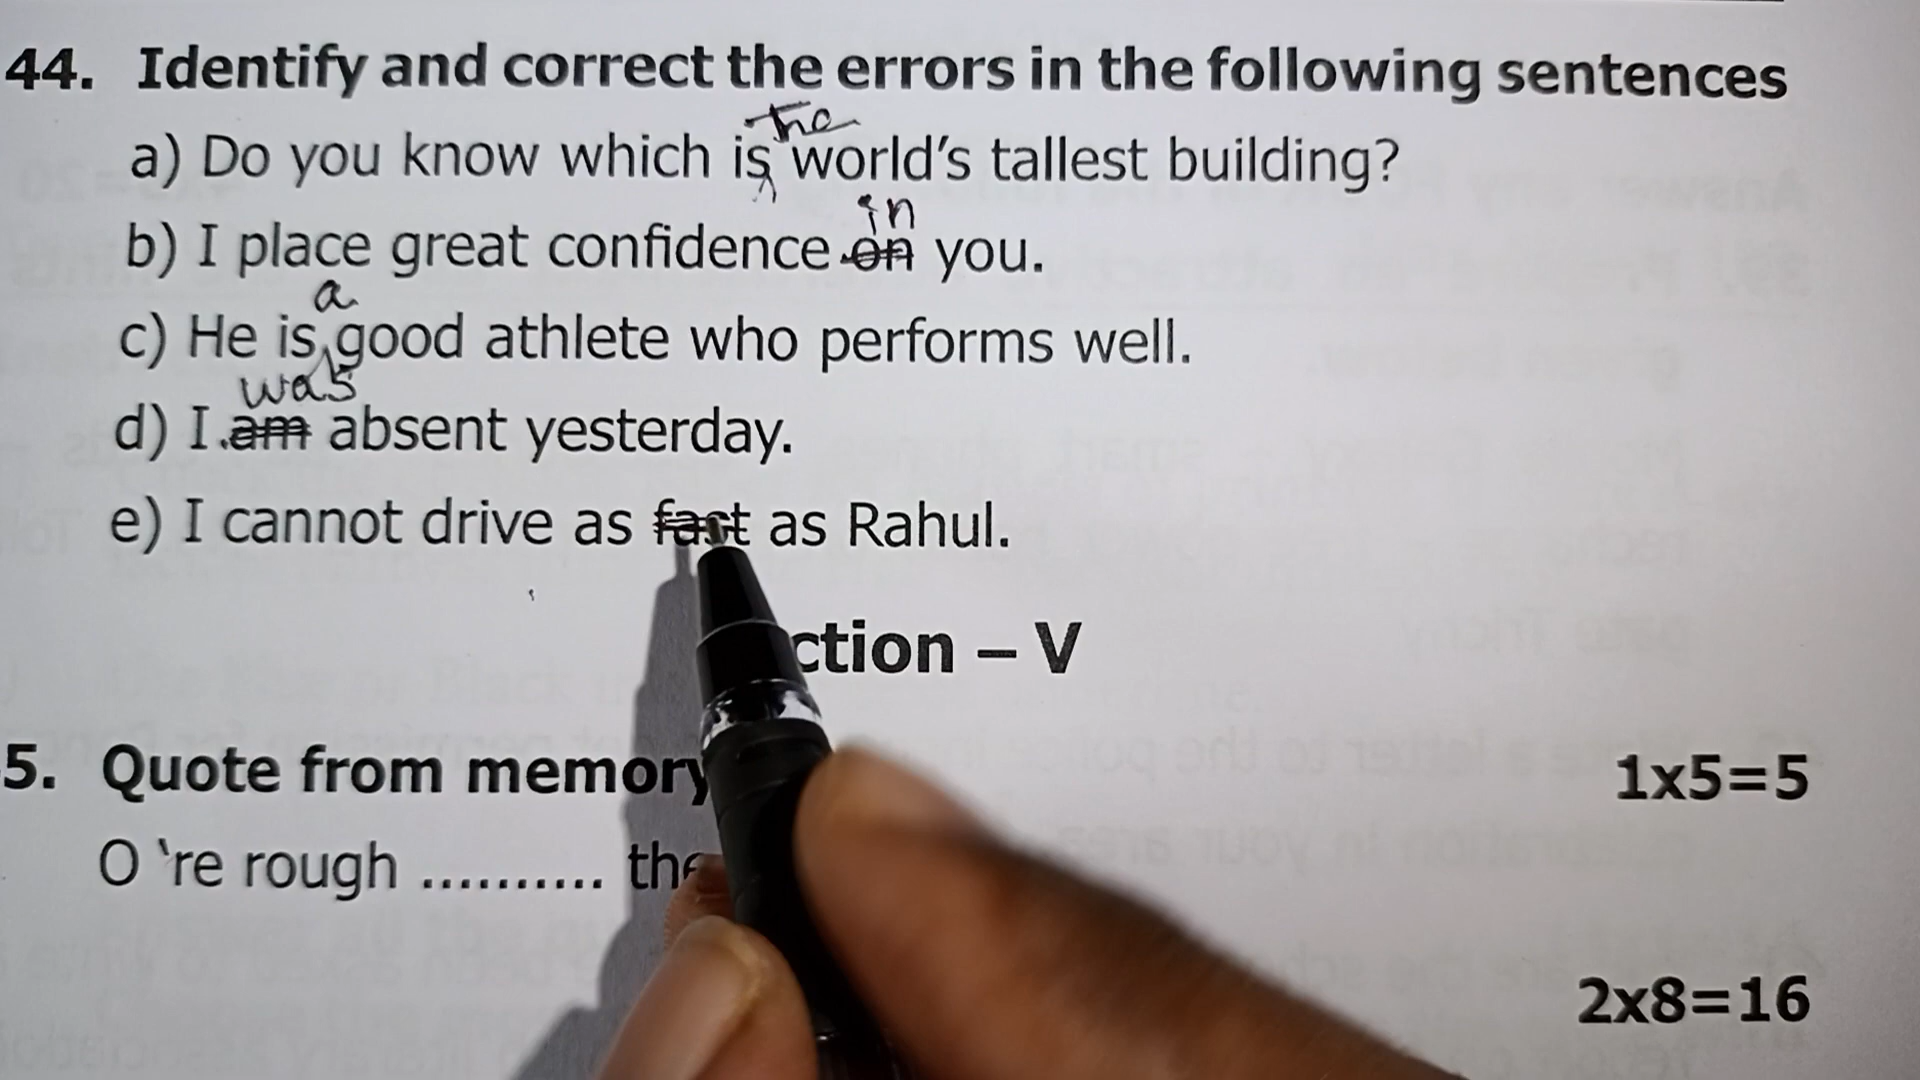 44. Identify and correct the errors in the following sentences
the
a) Do you know which is world's tallest building?
in
b) I place great confidence on you.
a
c) He is good athlete who performs well.
was
d) I am absent yesterday.
e) I cannot drive as fast as Rahul.
ction – V
5. Quote from memory 1x5=5
O 're rough .......... the
2x8=16